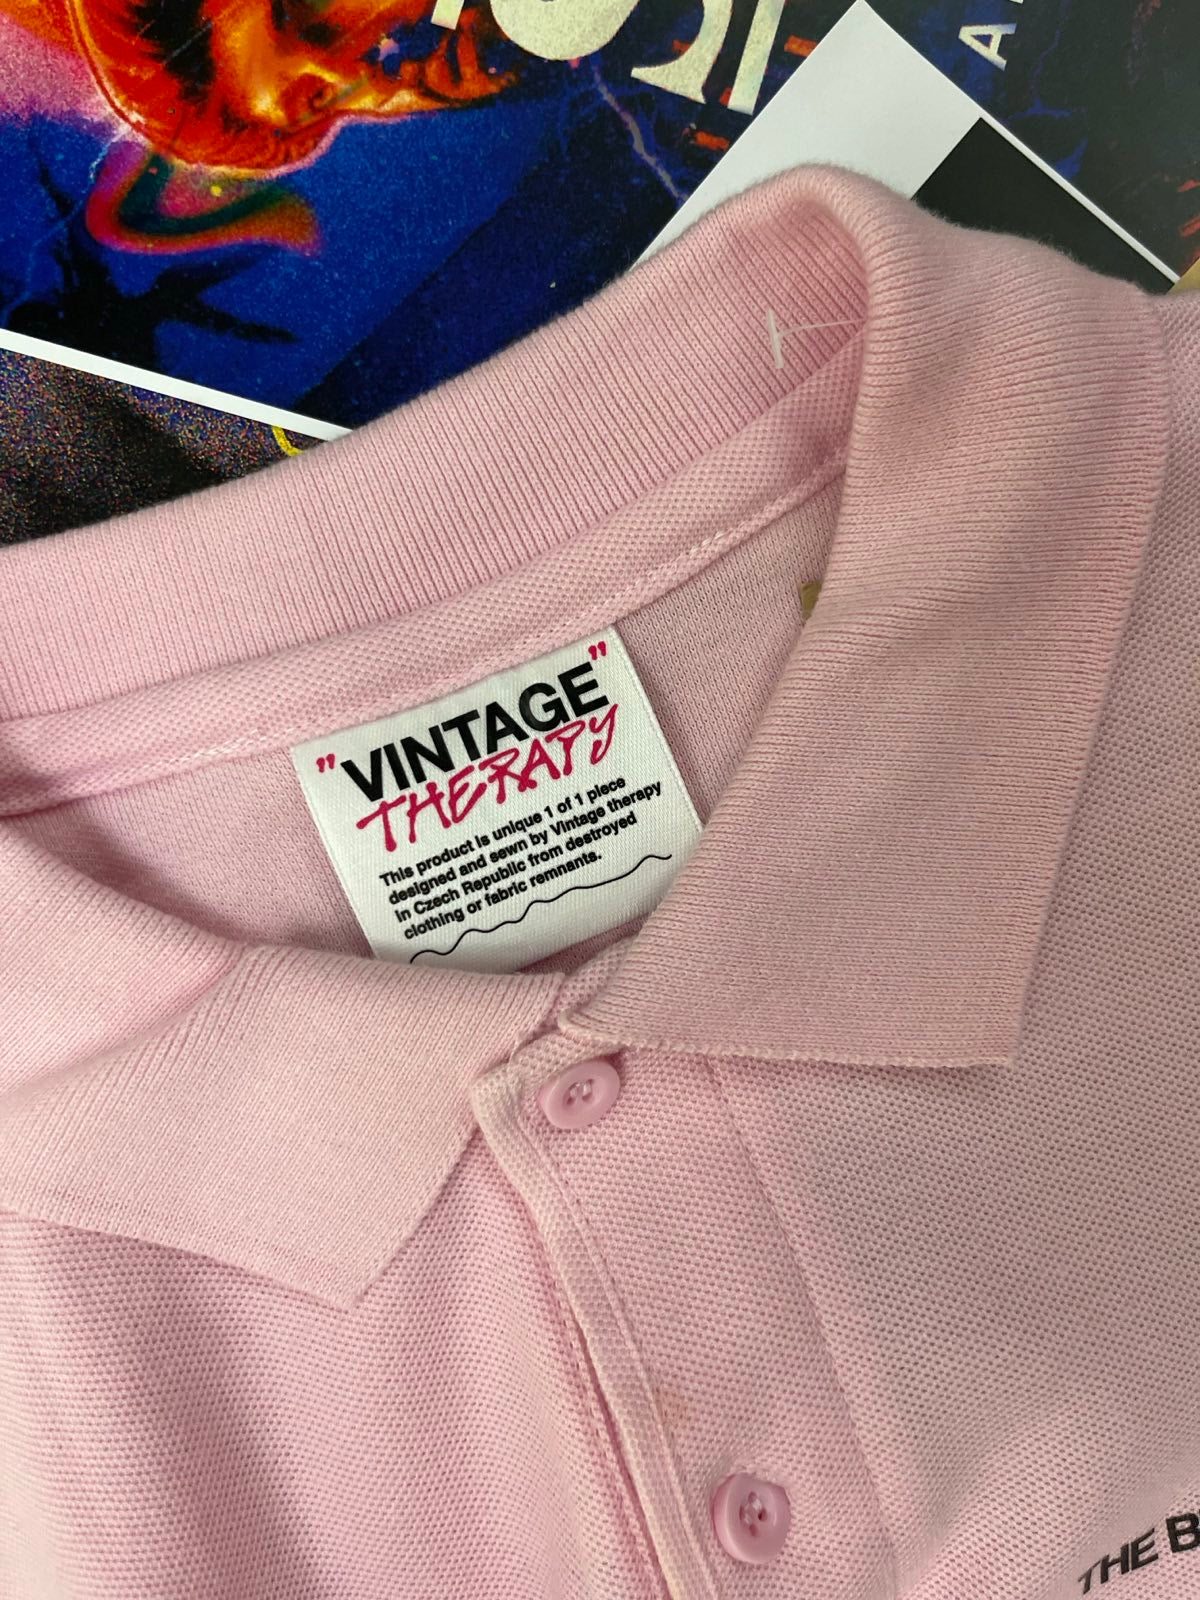 "VINTAGE"
THERAPY
This product is unique 1 of 1 piece
designed and sewn by Vintage therapy
in Czech Republic from destroyed
clothing or fabric remnants.
THE B